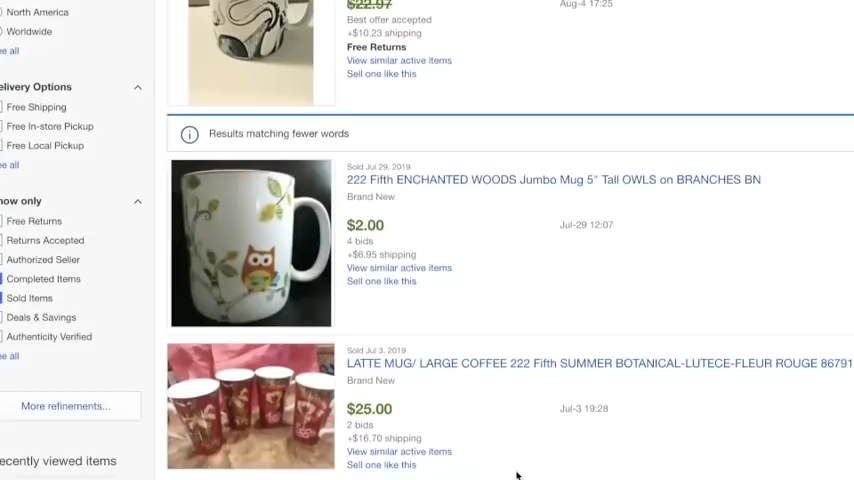 North America
Worldwide
ee all
elivery Options
Free Shipping
Free In-store Pickup
Free Local Pickup
ee all
how only
Free Returns
Returns Accepted
Authorized Seller
Completed Items
Sold Items
Deals & Savings
Authenticity Verified
ee all
More refinements...
ecently viewed items
$22.97
Aug-4 17:25
Best offer accepted
+$10.23 shipping
Free Returns
View similar active items
Sell one like this
Results matching fewer words
Sold Jul 29, 2019
222 Fifth ENCHANTED WOODS Jumbo Mug 5" Tall OWLS on BRANCHES BN
Brand New
$2.00
Jul-29 12:07
4 bids
+$6.95 shipping
View similar active items
Sell one like this
Sold Jul 3, 2019
LATTE MUG/ LARGE COFFEE 222 Fifth SUMMER BOTANICAL-LUTECE-FLEUR ROUGE 86791
Brand New
$25.00
Jul-3 19:28
2 bids
+$16.70 shipping
View similar active items
Sell one like this